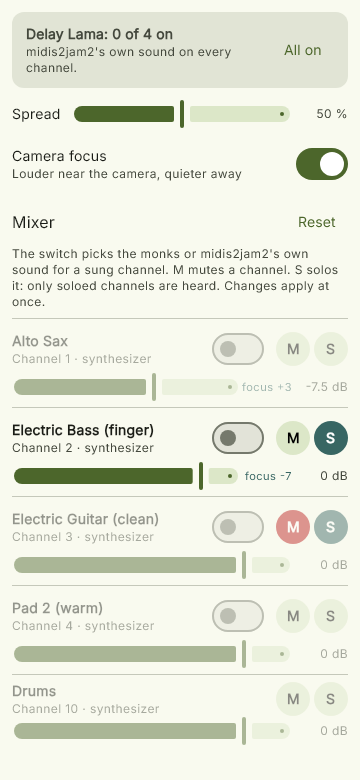 Delay Lama: 0 of 4 on
midis2jam2's own sound on every
channel.
All on
Spread
50 %
Camera focus
Louder near the camera, quieter away
Mixer
Reset
The switch picks the monks or midis2jam2's own
sound for a sung channel. M mutes a channel. S solos
it: only soloed channels are heard. Changes apply at
once.
Alto Sax
Channel 1 · synthesizer
M
S
focus +3
-7.5 dB
Electric Bass (finger)
Channel 2 · synthesizer
M
S
focus -7
0 dB
Electric Guitar (clean)
Channel 3 · synthesizer
M
S
0 dB
Pad 2 (warm)
Channel 4 · synthesizer
M
S
0 dB
Drums
Channel 10 · synthesizer
M
S
0 dB